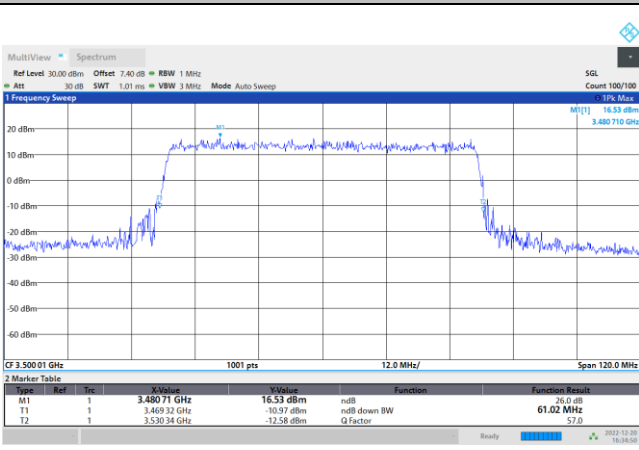 MultiView Spectrum
Ref Level 30.00 dBm Offset 7.40 dB RBW 1 MHz SGL
Att 30 dB SWT 1.01 ms VBW 3 MHz Mode Auto Sweep Count 100/100
1 Frequency Sweep 1Pk Max
M1[1] 16.53 dBm
3.480 710 GHz
M1
20 dBm
10 dBm
0 dBm
T1
-10 dBm
T2
-20 dBm
-30 dBm
-40 dBm
-50 dBm
-60 dBm
CF 3.500 01 GHz 1001 pts 12.0 MHz/ Span 120.0 MHz
2 Marker Table
Type Ref Trc X-Value Y-Value Function Function Result
M1 1 3.480 71 GHz 16.53 dBm ndB 26.0 dB
T1 1 3.469 32 GHz -10.97 dBm ndB down BW 61.02 MHz
T2 1 3.530 34 GHz -12.58 dBm Q Factor 57.0
Ready 2022-12-20
16:34:50